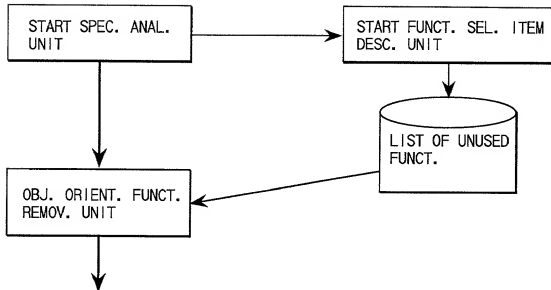 START SPEC. ANAL.
UNIT
START FUNCT. SEL. ITEM
DESC. UNIT
LIST OF UNUSED
FUNCT.
OBJ. ORIENT. FUNCT.
REMOV. UNIT